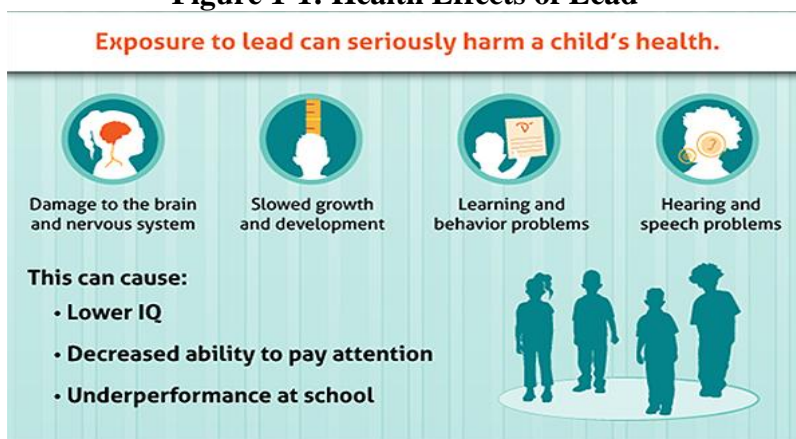 Figure 1-1: Health Effects of Lead
Exposure to lead can seriously harm a child's health.
Damage to the brain
and nervous system
Slowed growth
and development
D
Learning and
behavior problems
Hearing and
speech problems
This can cause:
• Lower IQ
• Decreased ability to pay attention
• Underperformance at school